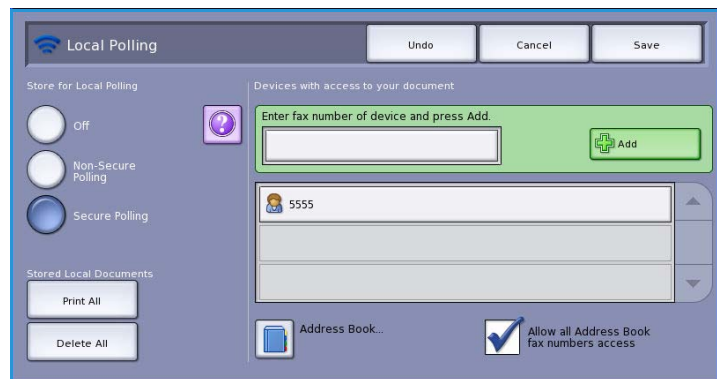 Local Polling
Undo
Cancel
Save
Store for Local Polling
Off
Non-Secure
Polling
Secure Polling
Stored Local Documents
Print All
Delete All
Devices with access to your document
Enter fax number of device and press Add.
Add
5555
Address Book...
Allow all Address Book
fax numbers access